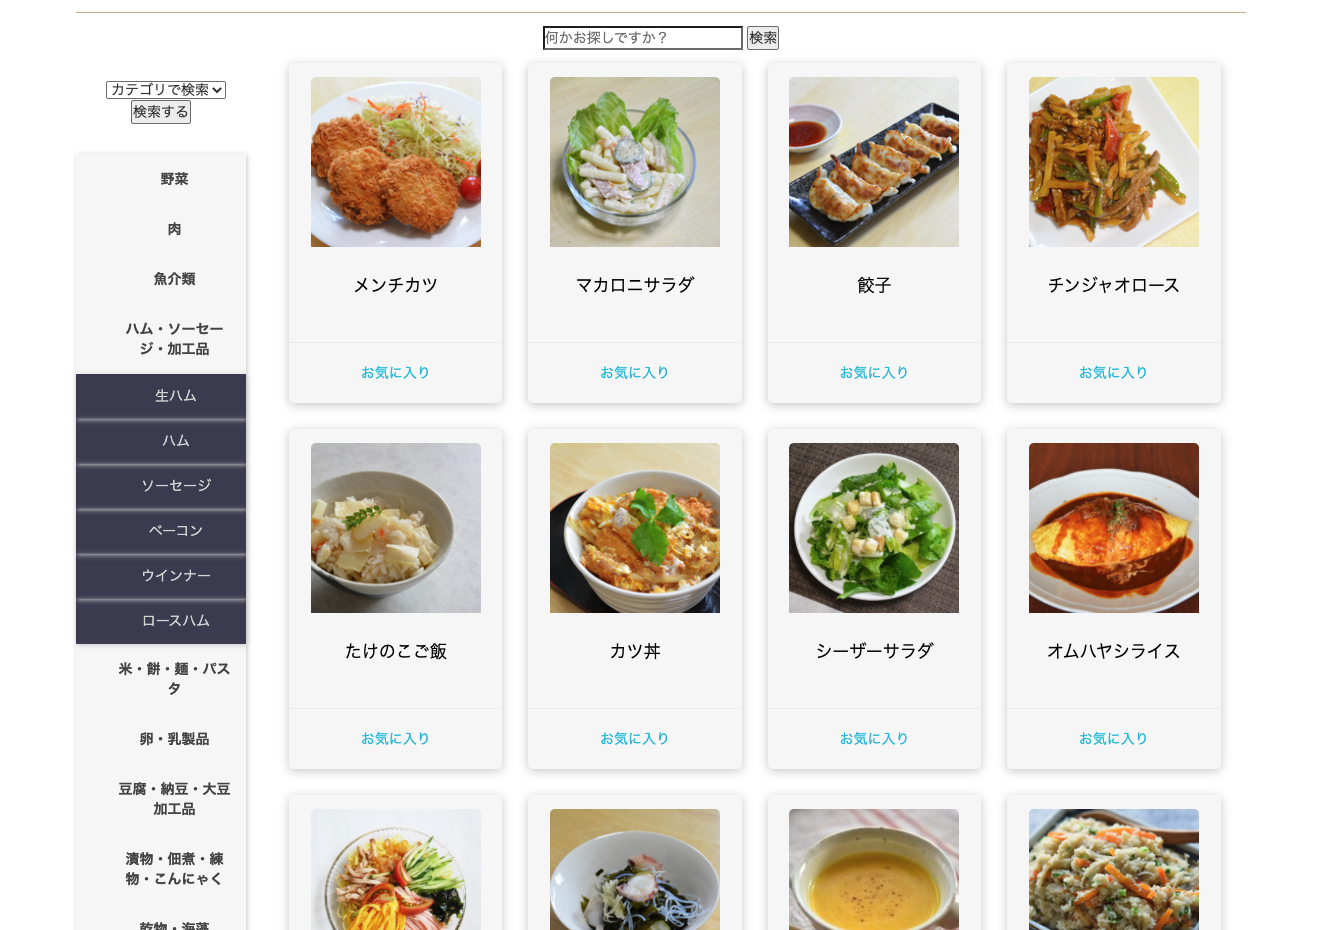 何かお探しですか？ 検索
カテゴリで検索
検索する
野菜
肉
魚介類
ハム・ソーセー
ジ・加工品
生ハム
ハム
ソーセージ
ベーコン
ウインナー
ロースハム
米・餅・麺・パス
タ
卵・乳製品
豆腐・納豆・大豆
加工品
漬物・佃煮・練
物・こんにゃく
乾物・海藻
メンチカツ
マカロニサラダ
餃子
チンジャオロース
お気に入り
お気に入り
お気に入り
お気に入り
たけのこご飯
カツ丼
シーザーサラダ
オムハヤシライス
お気に入り
お気に入り
お気に入り
お気に入り